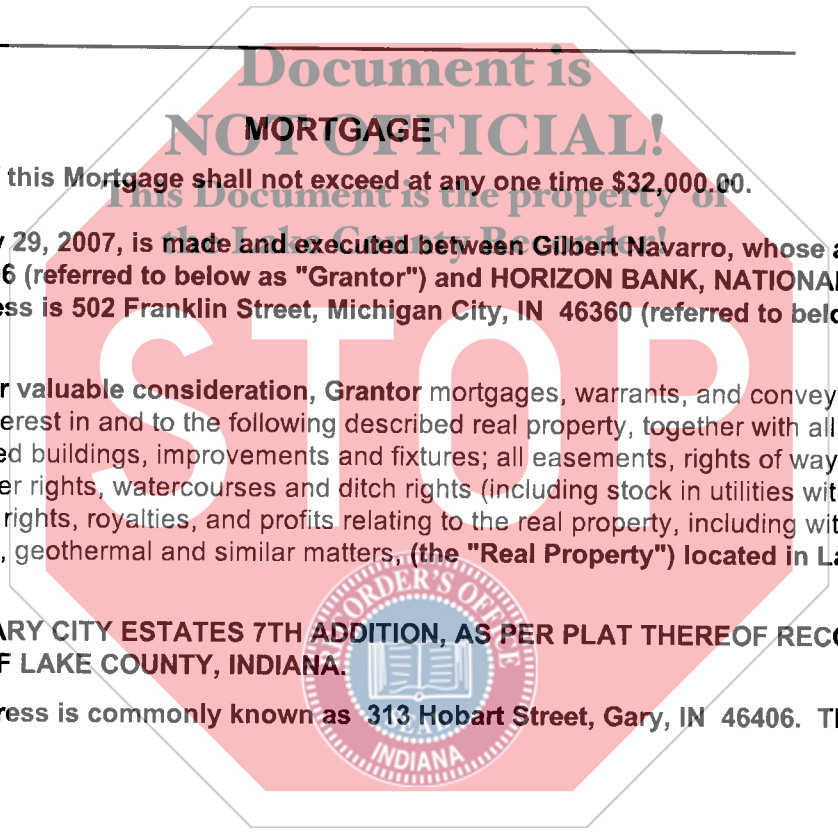 Document is
MORTGAGE
NOT OFFICIAL!
this Mortgage shall not exceed at any one time $32,000.00.
This Document is the property of
29, 2007, is made and executed between Gilbert Navarro, whose a
the Lake County Recorder!
6 (referred to below as "Grantor") and HORIZON BANK, NATIONA
ess is 502 Franklin Street, Michigan City, IN 46360 (referred to belo
STOP
r valuable consideration, Grantor mortgages, warrants, and convey
erest in and to the following described real property, together with all
ed buildings, improvements and fixtures; all easements, rights of way
er rights, watercourses and ditch rights (including stock in utilities wit
rights, royalties, and profits relating to the real property, including wit
, geothermal and similar matters, (the "Real Property") located in La
RECORDER'S OFFICE
ARY CITY ESTATES 7TH ADDITION, AS PER PLAT THEREOF RECO
F LAKE COUNTY, INDIANA.
ress is commonly known as 313 Hobart Street, Gary, IN 46406. Th
SEAL
INDIANA